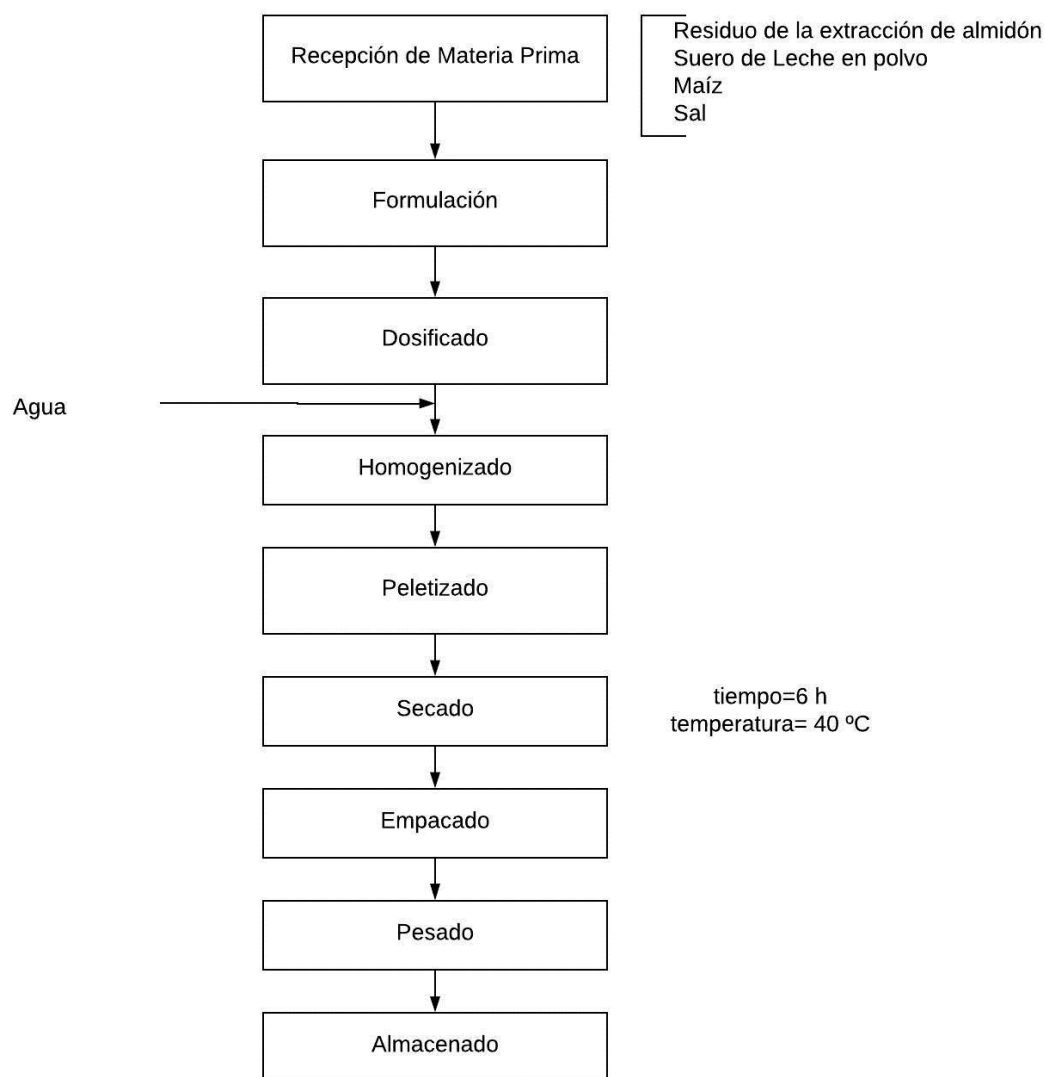 Recepción de Materia Prima
Residuo de la extracción de almidón
Suero de Leche en polvo
Maíz
Sal
Formulación
Dosificado
Agua
Homogenizado
Peletizado
Secado
tiempo=6 h
temperatura= 40 ºC
Empacado
Pesado
Almacenado